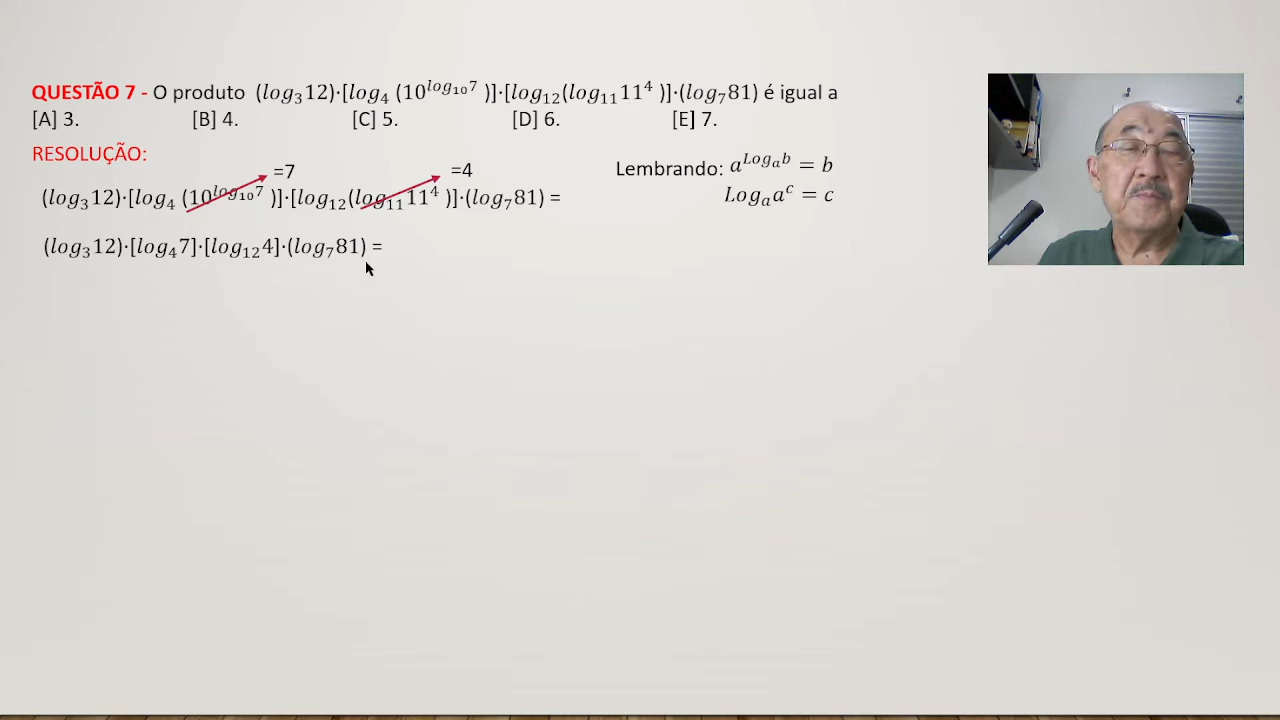 QUESTÃO 7 - O produto (log₃12)·[log₄ (10^(log₁₀7) )]·[log₁₂(log₁₁11⁴ )]·(log₇81) é igual a
[A] 3. [B] 4. [C] 5. [D] 6. [E] 7.
RESOLUÇÃO:
=7 =4
(log₃12)·[log₄ (10^(log₁₀7) )]·[log₁₂(log₁₁11⁴ )]·(log₇81) =
(log₃12)·[log₄7]·[log₁₂4]·(log₇81) =
Lembrando: a^(Logₐb) = b
Logₐa^c = c